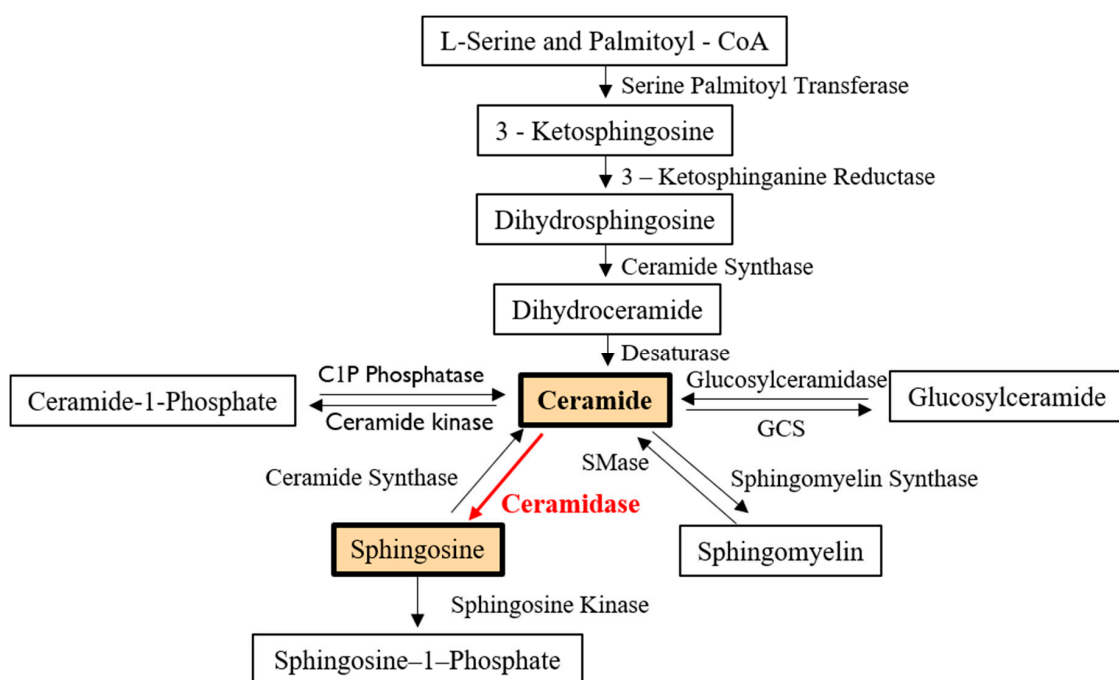 L-Serine and Palmitoyl - CoA
Serine Palmitoyl Transferase
3 - Ketosphingosine
3 – Ketosphinganine Reductase
Dihydrosphingosine
Ceramide Synthase
Dihydroceramide
Desaturase
C1P Phosphatase
Glucosylceramidase
Ceramide-1-Phosphate
Ceramide
Glucosylceramide
Ceramide kinase
GCS
Ceramide Synthase
SMase
Sphingomyelin Synthase
Ceramidase
Sphingosine
Sphingomyelin
Sphingosine Kinase
Sphingosine–1–Phosphate